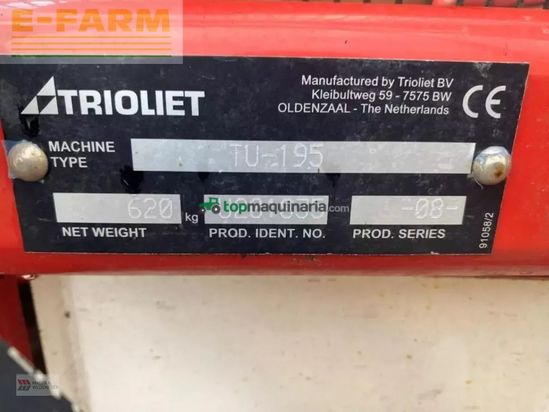 E-FARM
TRIOLIET
Manufactured by Trioliet BV
Kleibultweg 59 - 7575 BW
OLDENZAAL - The Netherlands
CE
MACHINE TYPE
TU-195
620 kg
topmaquinaria.com
-08-
NET WEIGHT
PROD. IDENT. NO.
PROD. SERIES
91058/2